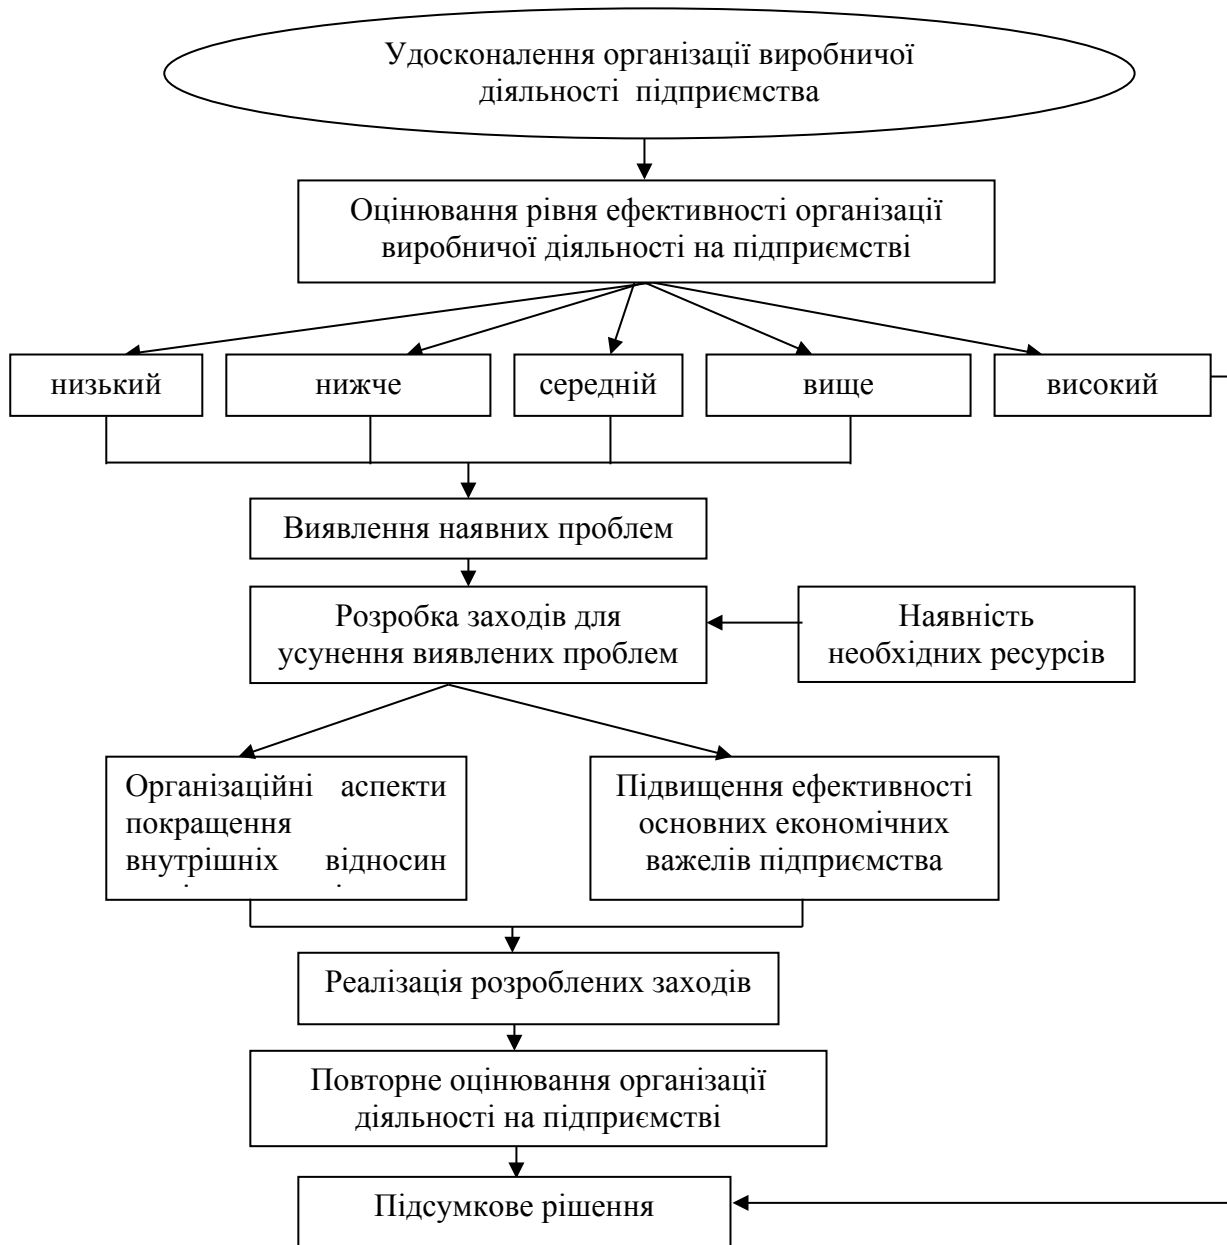 Удосконалення організації виробничої
діяльності підприємства
Оцінювання рівня ефективності організації
виробничої діяльності на підприємстві
низький
нижче
середній
вище
високий
Виявлення наявних проблем
Розробка заходів для
усунення виявлених проблем
Наявність
необхідних ресурсів
Організаційні аспекти
покращення
внутрішніх відносин
Підвищення ефективності
основних економічних
важелів підприємства
Реалізація розроблених заходів
Повторне оцінювання організації
діяльності на підприємстві
Підсумкове рішення